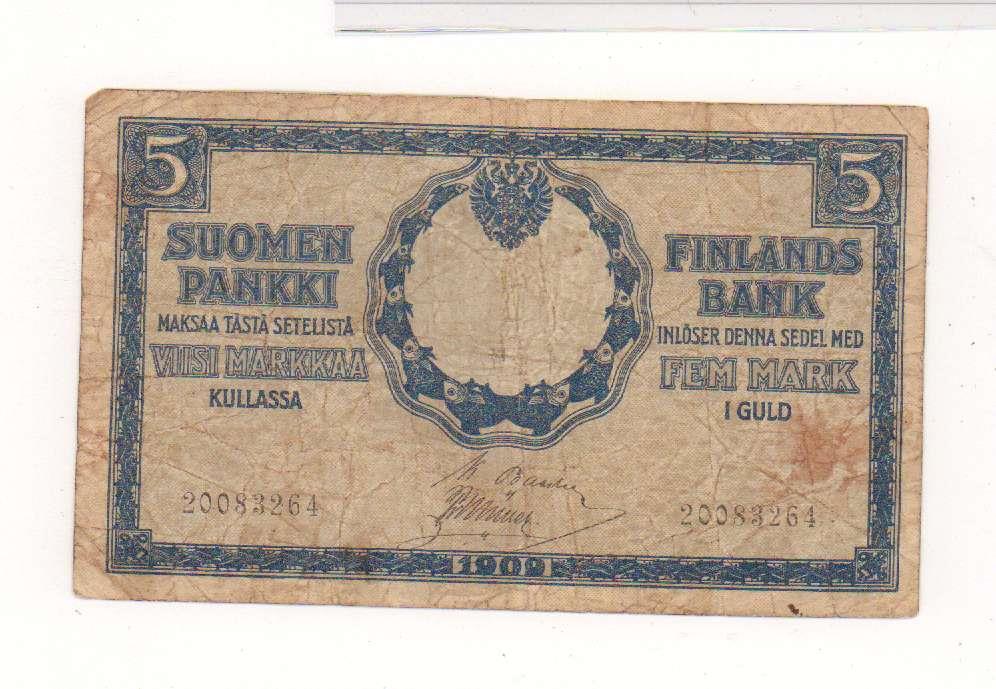 5
5
SUOMEN
PANKKI
MAKSAA TÄSTÄ SETELISTÄ
VIISI MARKKAA
KULLASSA
FINLANDS
BANK
INLÖSER DENNA SEDEL MED
FEM MARK
I GULD
20083264
20083264
1909